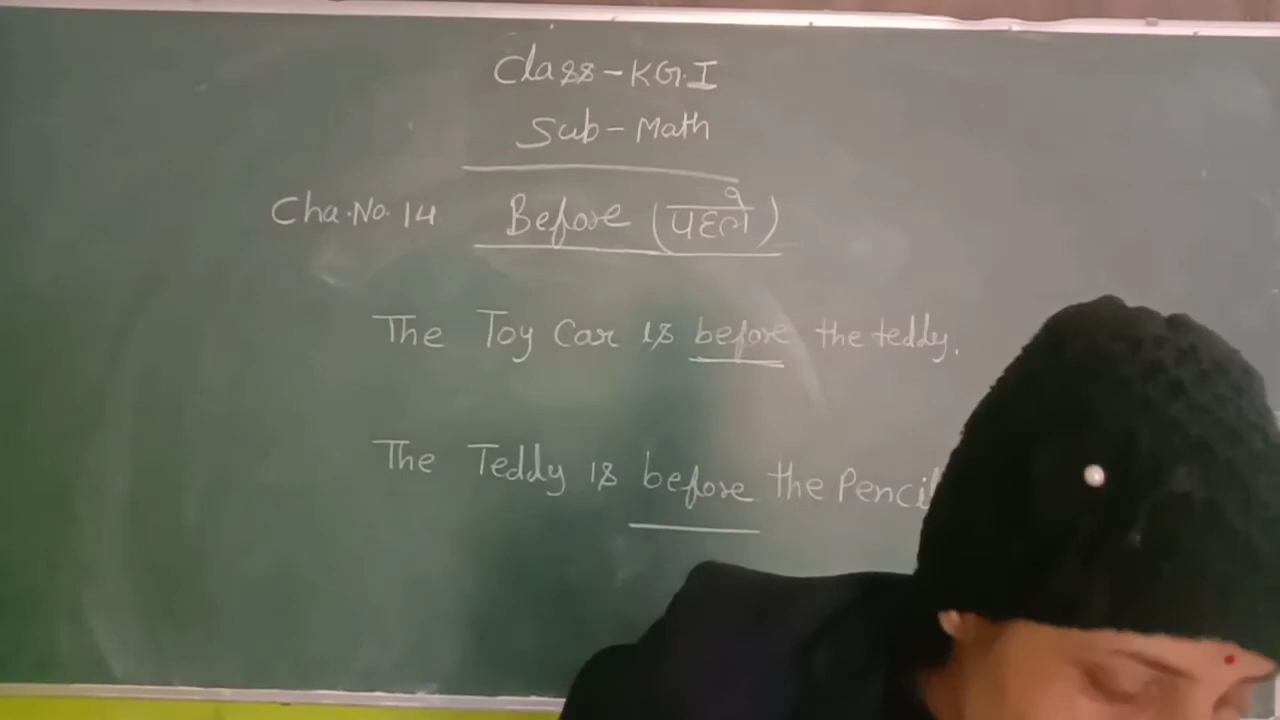 Class-KG.I
Sub-Math
Cha.No.14 Before (पहले)
The Toy Car is before the teddy.
The Teddy is before the Pencil